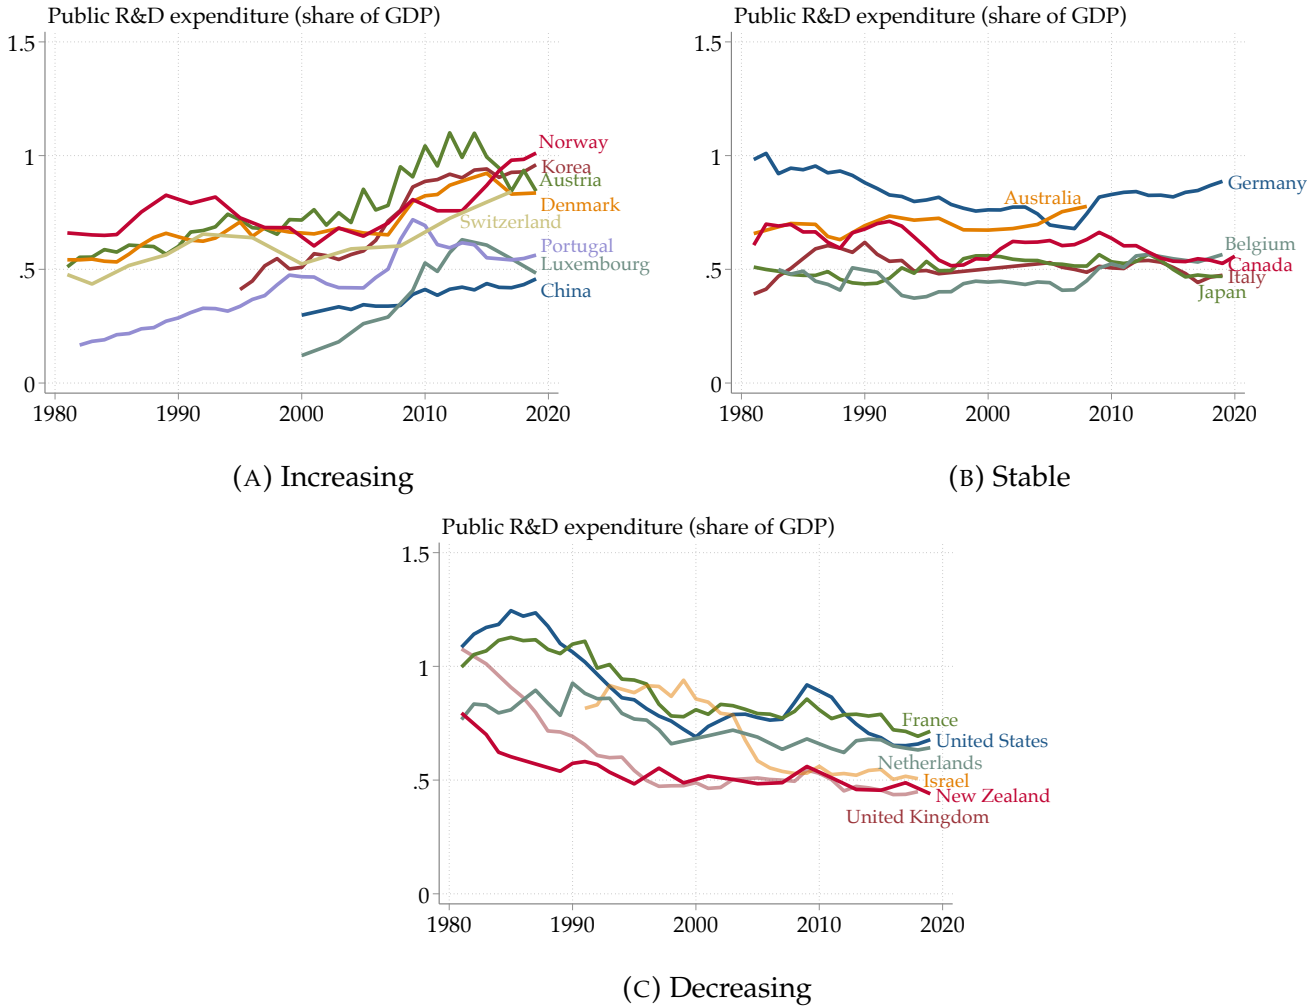 Public R&D expenditure (share of GDP)
1.5
1
.5
0
1980 1990 2000 2010 2020
Norway
Korea
Austria
Denmark
Switzerland
Portugal
Luxembourg
China
(A) Increasing
Public R&D expenditure (share of GDP)
1.5
1
.5
0
1980 1990 2000 2010 2020
Germany
Australia
Belgium
Canada
Italy
Japan
(B) Stable
Public R&D expenditure (share of GDP)
1.5
1
.5
0
1980 1990 2000 2010 2020
France
United States
Netherlands
Israel
New Zealand
United Kingdom
(C) Decreasing